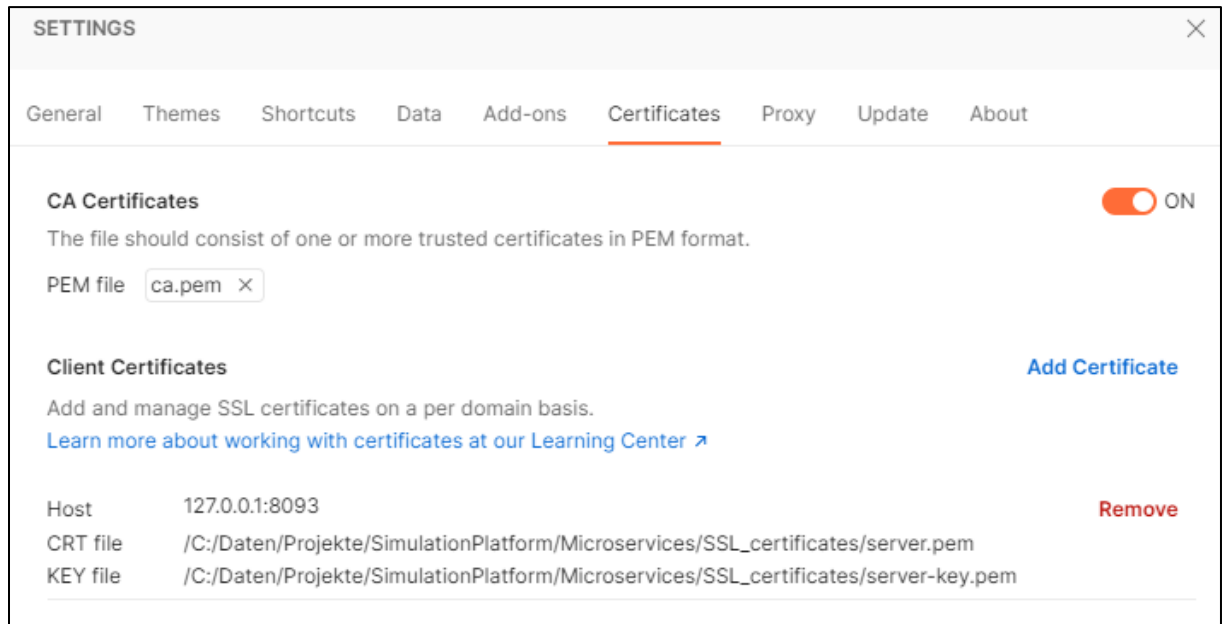 SETTINGS
General Themes Shortcuts Data Add-ons Certificates Proxy Update About
CA Certificates ON
The file should consist of one or more trusted certificates in PEM format.
PEM file ca.pem
Client Certificates Add Certificate
Add and manage SSL certificates on a per domain basis.
Learn more about working with certificates at our Learning Center ↗
Host 127.0.0.1:8093 Remove
CRT file /C:/Daten/Projekte/SimulationPlatform/Microservices/SSL_certificates/server.pem
KEY file /C:/Daten/Projekte/SimulationPlatform/Microservices/SSL_certificates/server-key.pem